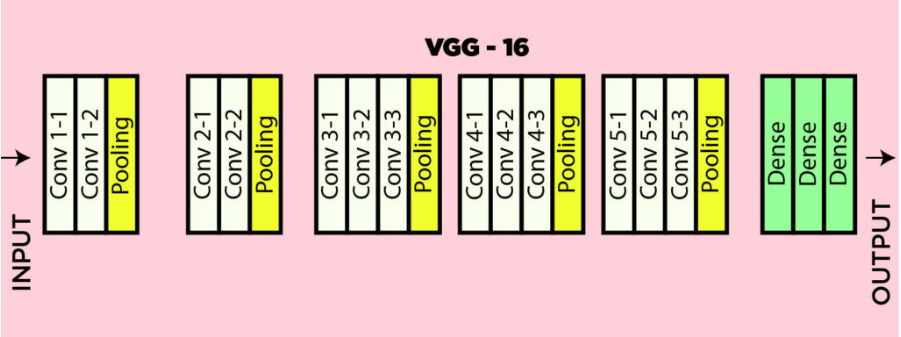 VGG - 16
INPUT
Conv 1-1
Conv 1-2
Pooling
Conv 2-1
Conv 2-2
Pooling
Conv 3-1
Conv 3-2
Conv 3-3
Pooling
Conv 4-1
Conv 4-2
Conv 4-3
Pooling
Conv 5-1
Conv 5-2
Conv 5-3
Pooling
Dense
Dense
Dense
OUTPUT